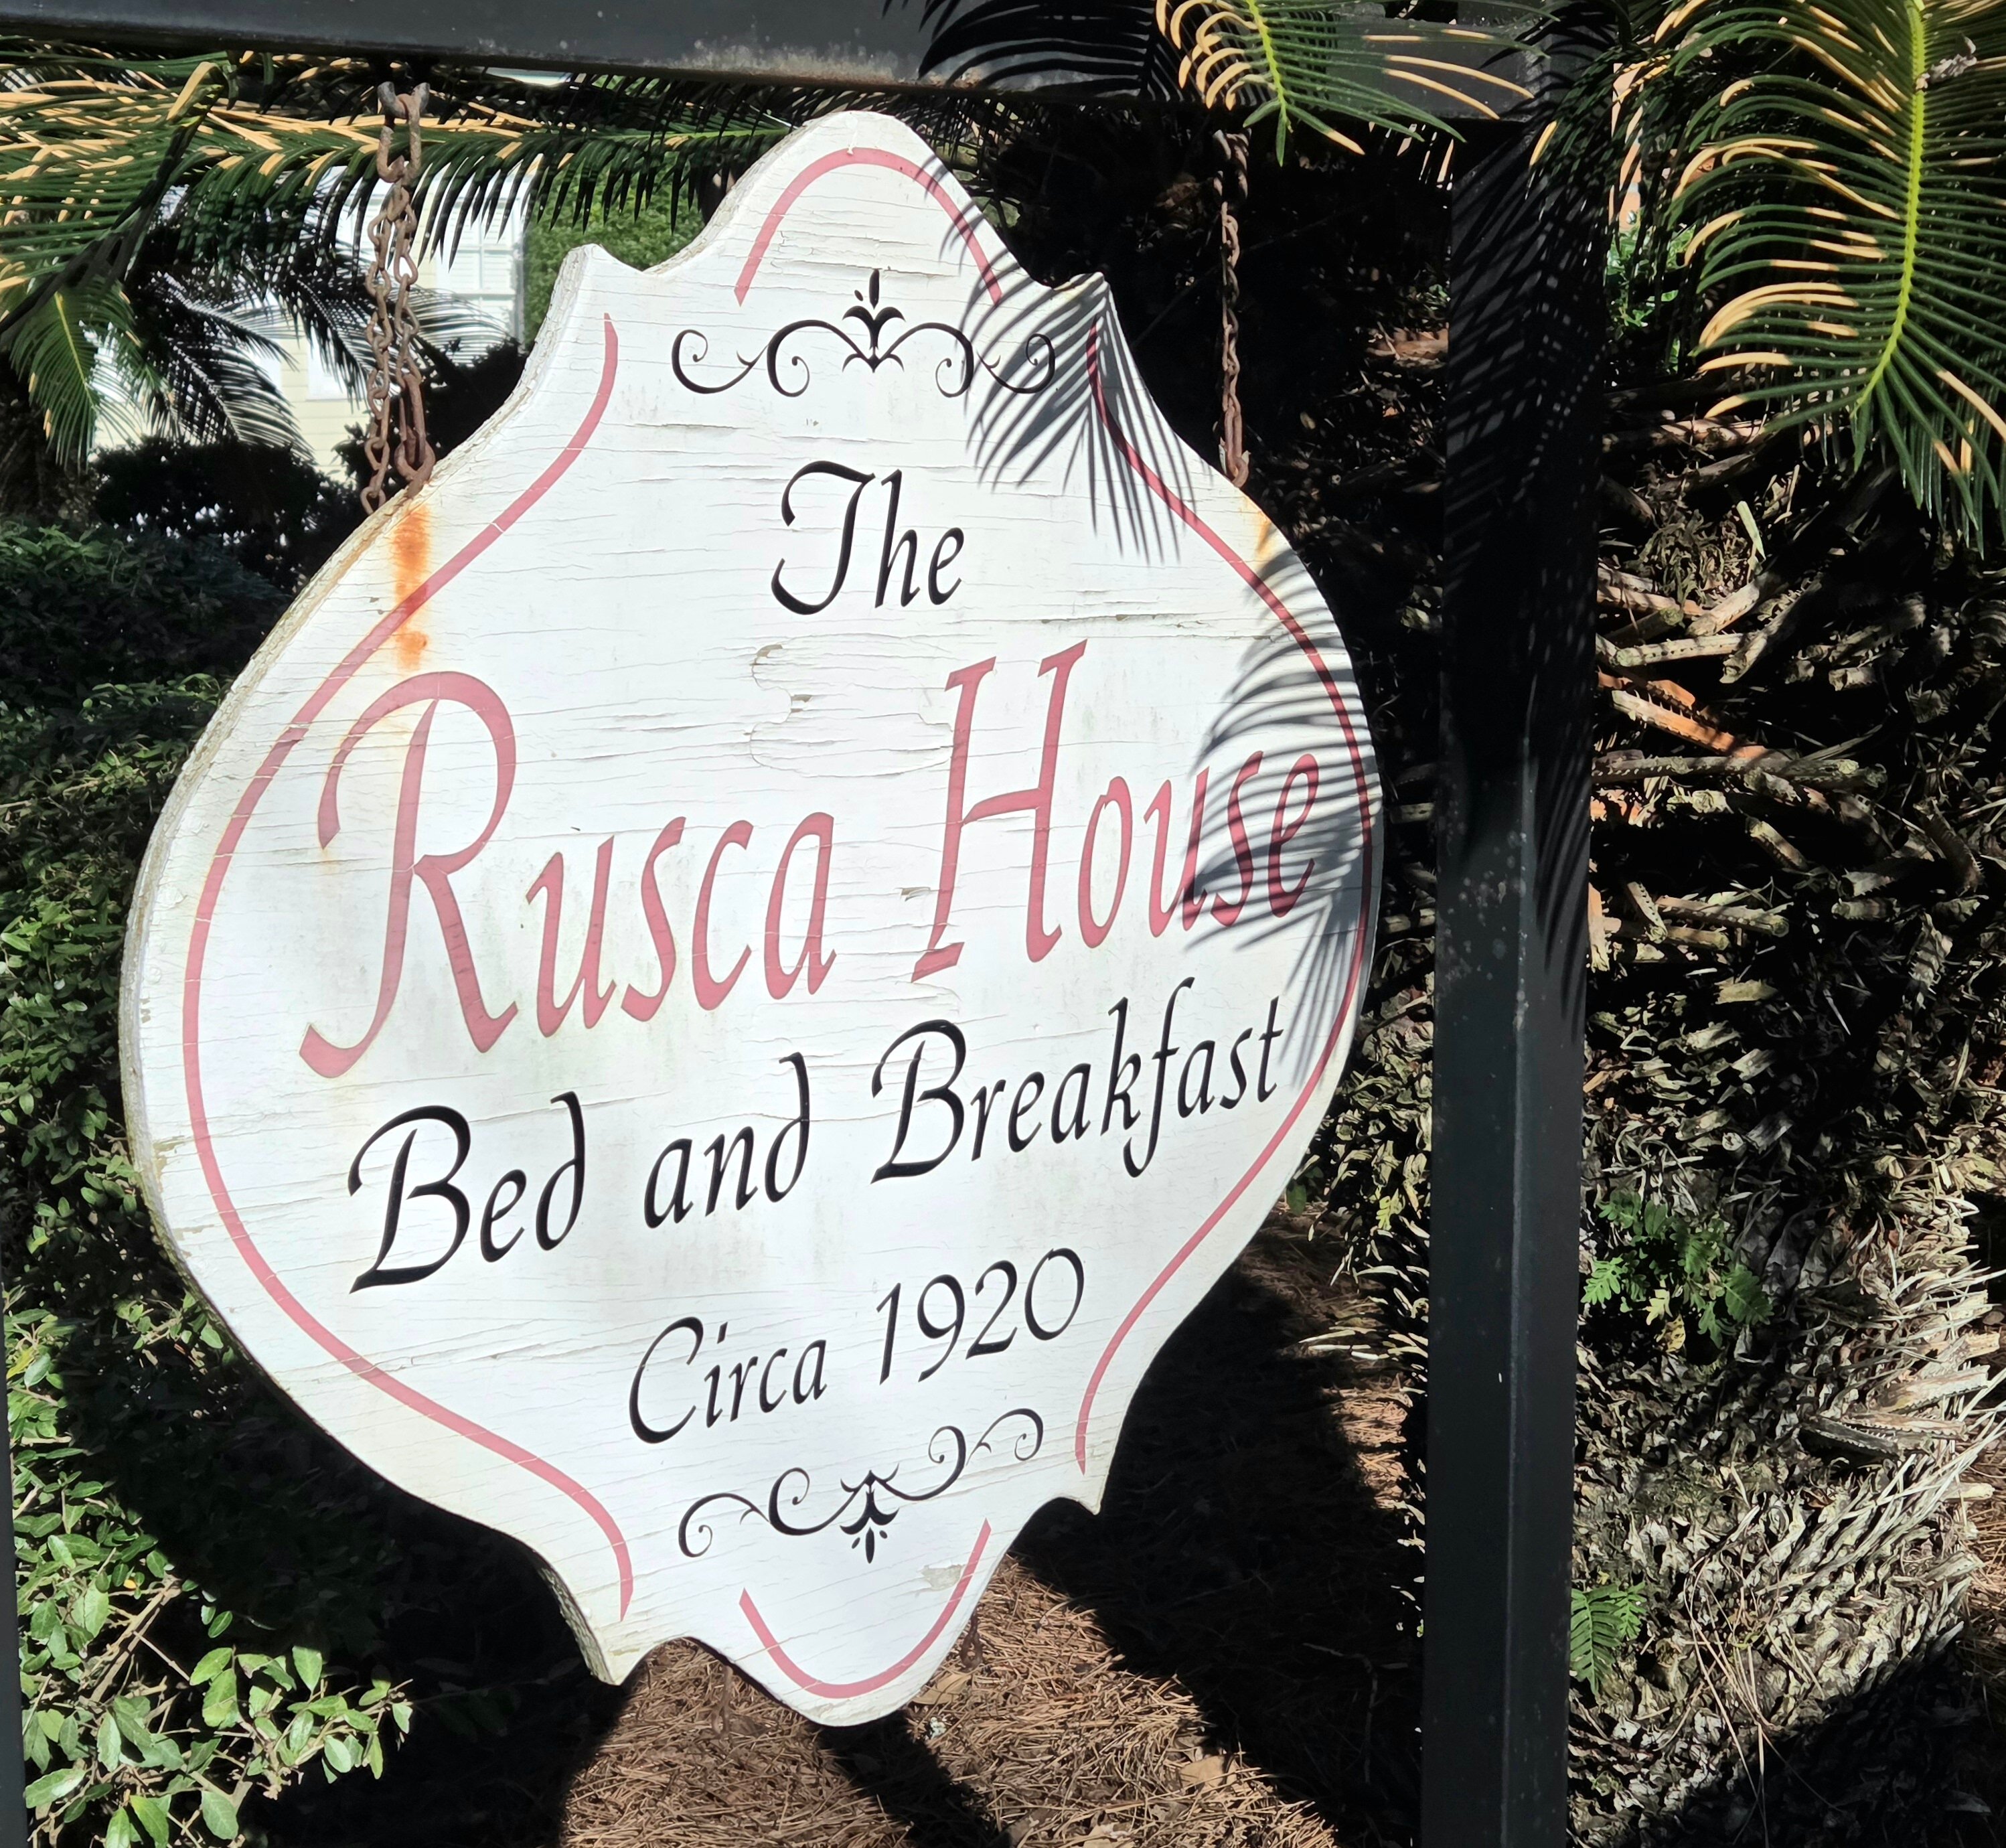 The
Rusca House
Bed and Breakfast
Circa 1920